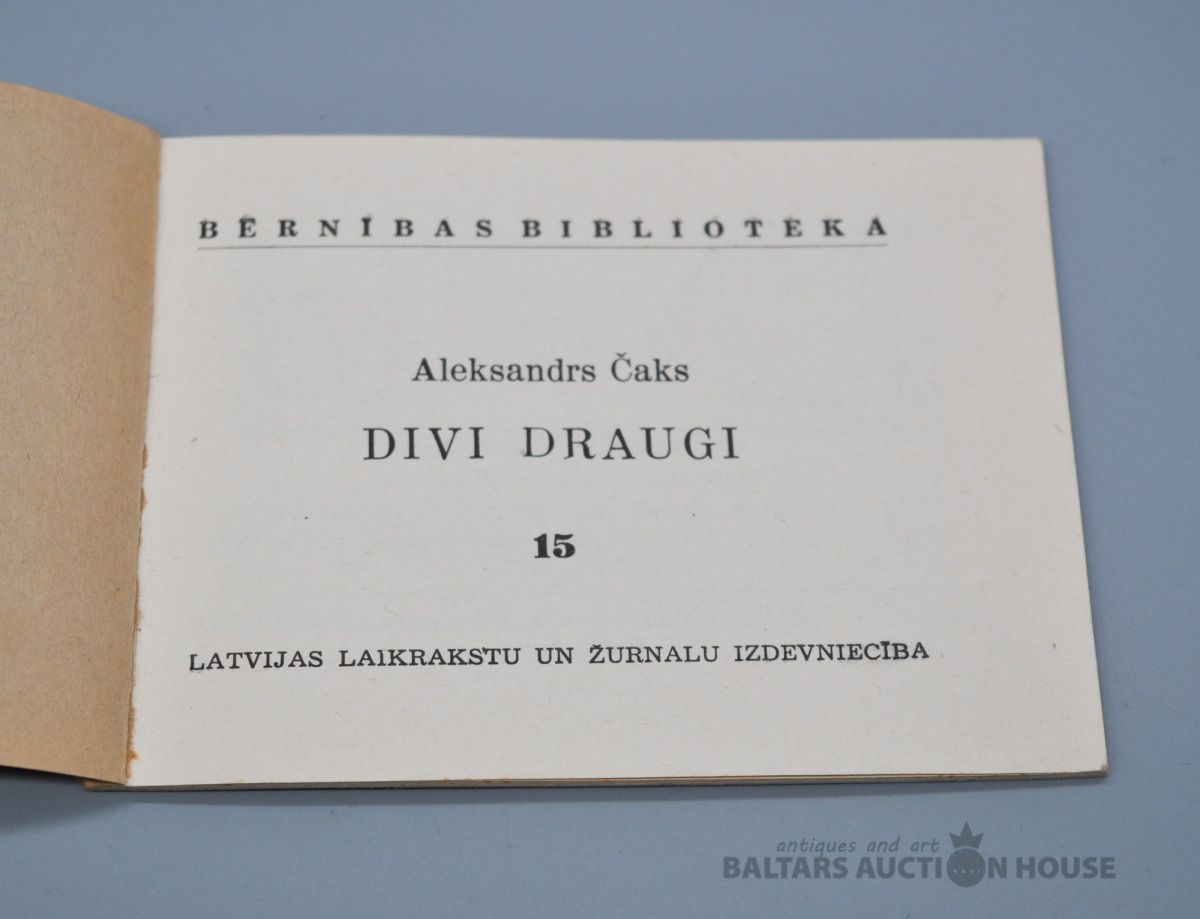 BĒRNĪBAS BIBLIOTĒKA
Aleksandrs Čaks
DIVI DRAUGI
15
LATVIJAS LAIKRAKSTU UN ŽURNALU IZDEVNIECĪBA
antiques and art
BALTARS AUCTION HOUSE